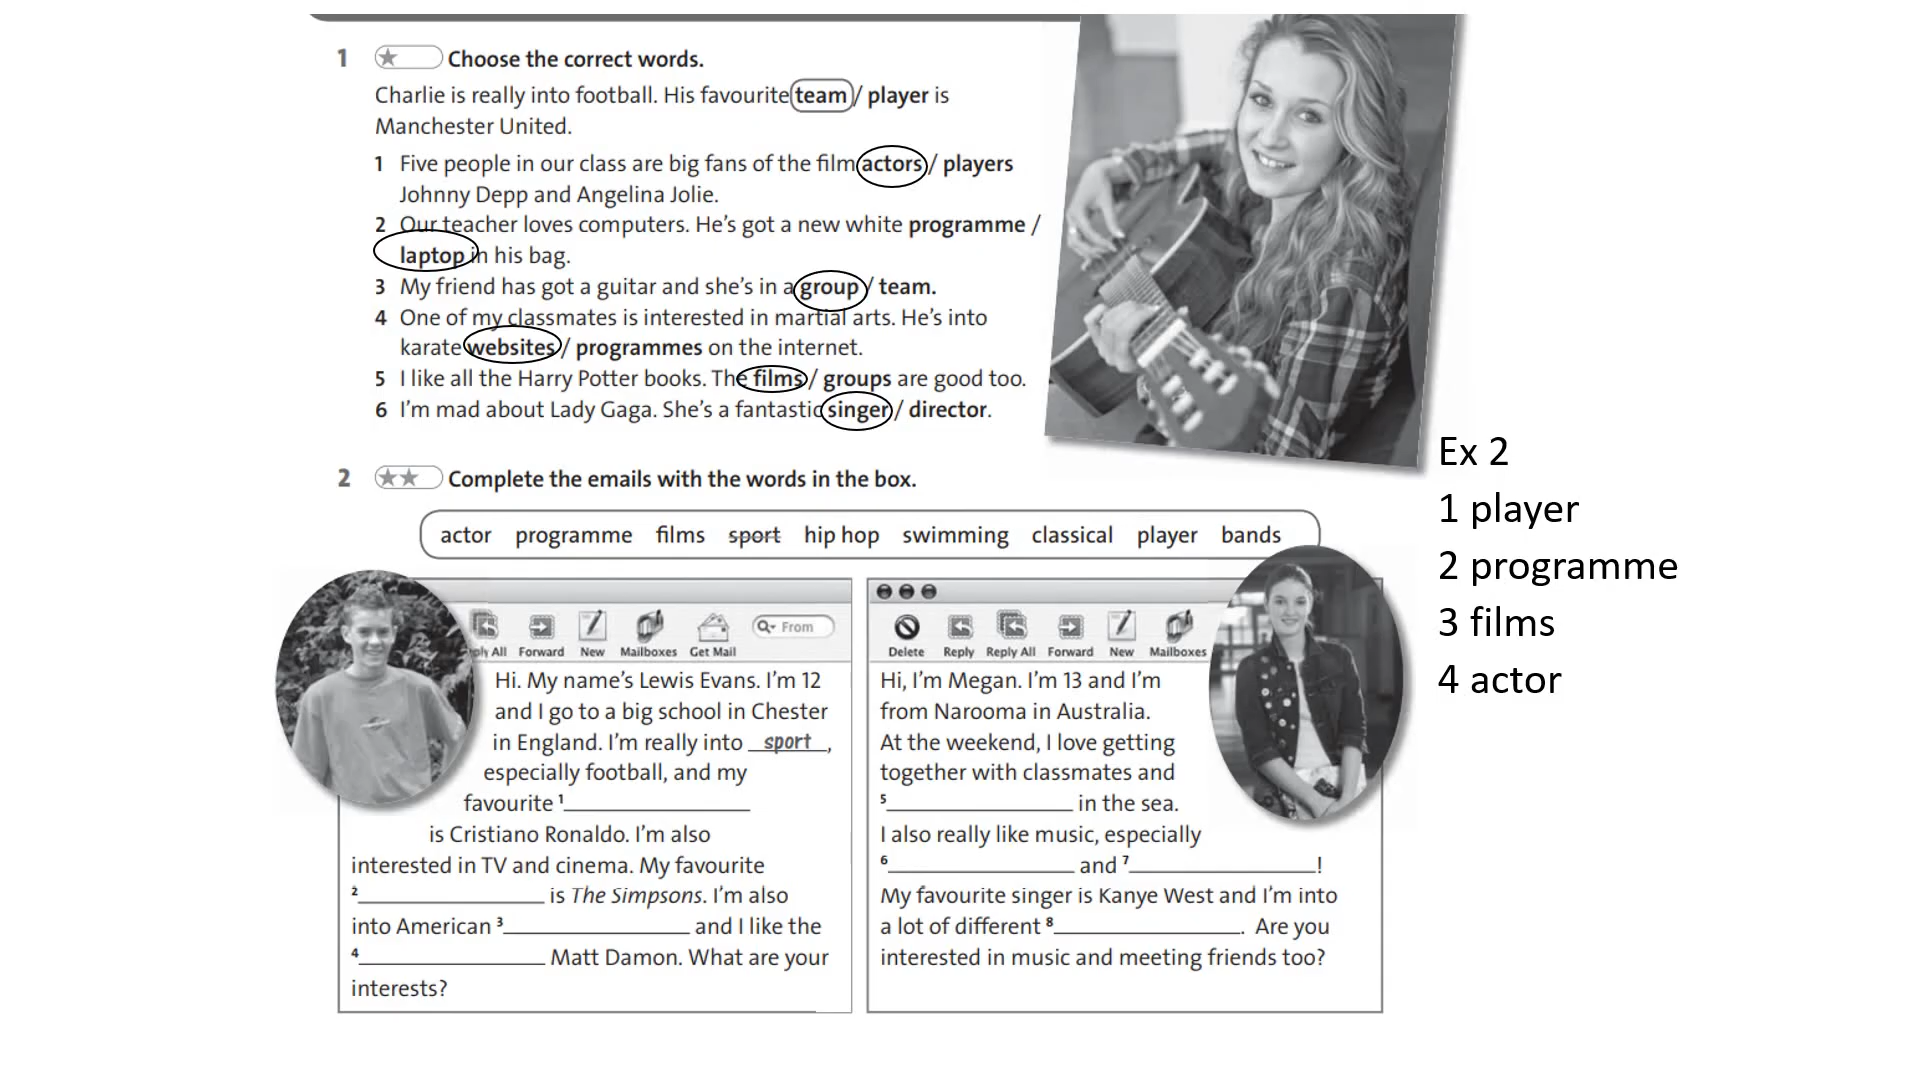 1 Choose the correct words.
Charlie is really into football. His favourite team / player is
Manchester United.
1 Five people in our class are big fans of the film actors / players
Johnny Depp and Angelina Jolie.
2 Our teacher loves computers. He's got a new white programme /
laptop in his bag.
3 My friend has got a guitar and she's in a group / team.
4 One of my classmates is interested in martial arts. He's into
karate websites / programmes on the internet.
5 I like all the Harry Potter books. The films / groups are good too.
6 I'm mad about Lady Gaga. She's a fantastic singer / director.
2 Complete the emails with the words in the box.
actor programme films sport hip hop swimming classical player bands
ply All Forward New Mailboxes Get Mail From
Hi. My name's Lewis Evans. I'm 12
and I go to a big school in Chester
in England. I'm really into sport,
especially football, and my
favourite 1
is Cristiano Ronaldo. I'm also
interested in TV and cinema. My favourite
2 is The Simpsons. I'm also
into American 3 and I like the
4 Matt Damon. What are your
interests?
Delete Reply Reply All Forward New Mailboxes
Hi, I'm Megan. I'm 13 and I'm
from Narooma in Australia.
At the weekend, I love getting
together with classmates and
5 in the sea.
I also really like music, especially
6 and 7 !
My favourite singer is Kanye West and I'm into
a lot of different 8 . Are you
interested in music and meeting friends too?
Ex 2
1 player
2 programme
3 films
4 actor